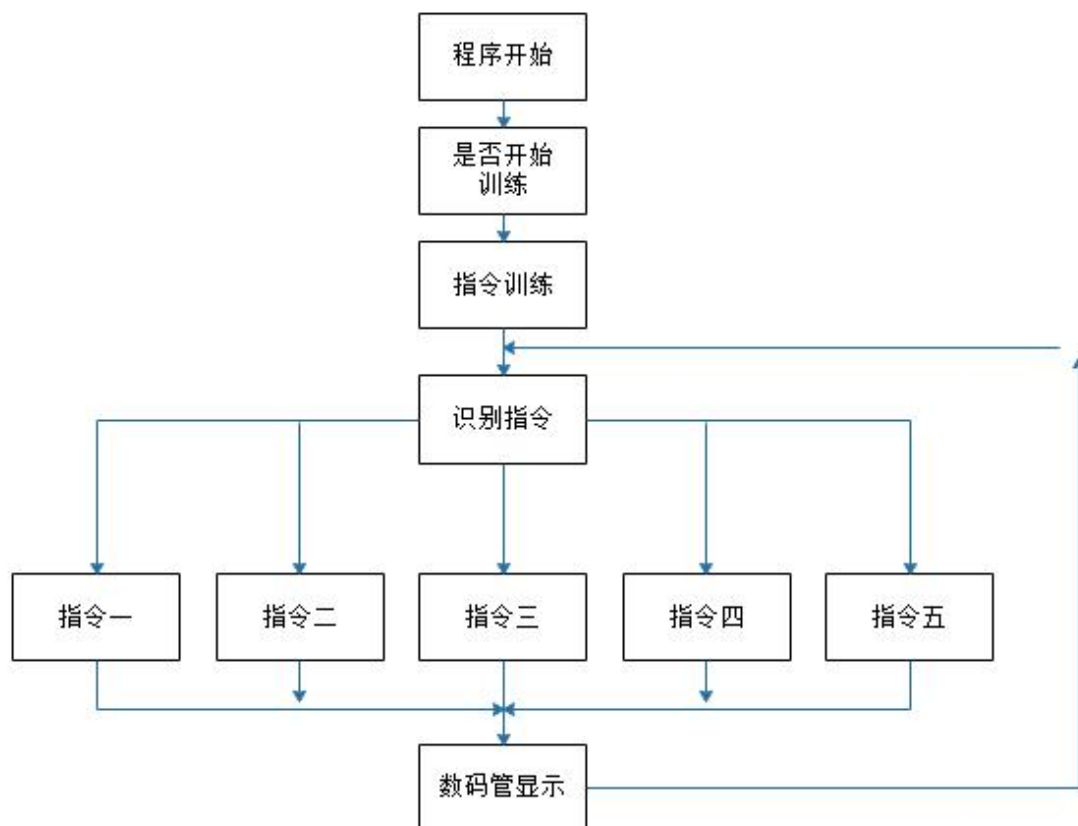 程序开始
是否开始
训练
指令训练
识别指令
指令一
指令二
指令三
指令四
指令五
数码管显示